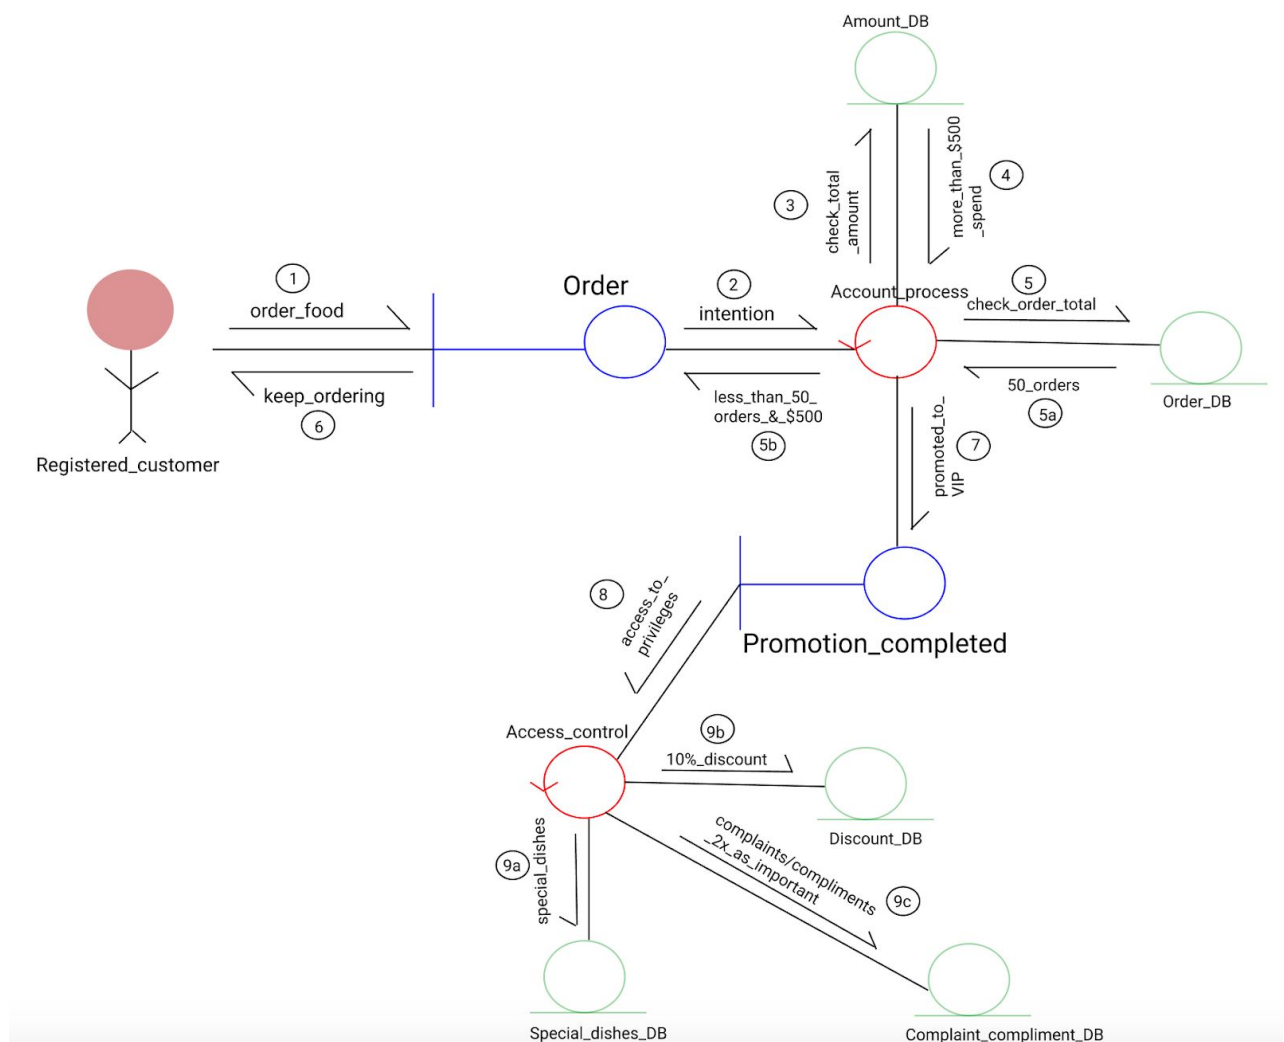 Amount_DB
3
check_total
_amount
more_than_$500
_spend
4
1
order_food
Order
2
intention
Account_process
5
check_order_total
keep_ordering
6
less_than_50_
orders_&_$500
5b
50_orders
5a
Order_DB
Registered_customer
promoted_to_
VIP
7
8
access_to_
privileges
Promotion_completed
Access_control
9b
10%_discount
Discount_DB
9a
special_dishes
complaints/compliments
_2x_as_important
9c
Special_dishes_DB
Complaint_compliment_DB